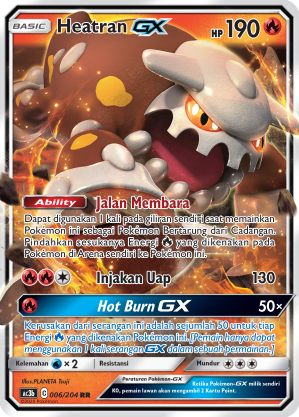 BASIC Heatran GX HP 190
Ability Jalan Membara
Dapat digunakan 1 kali pada giliran sendiri saat memainkan
Pokémon ini sebagai Pokémon Bertarung dari Cadangan.
Pindahkan sesukanya Energi yang dikenakan pada
Pokémon di Arena sendiri ke Pokémon ini.
Injakan Uap 130
Hot Burn GX 50×
Kerusakan dari serangan ini adalah sejumlah 50 untuk tiap
Energi yang dikenakan Pokémon ini. [Pemain hanya dapat
menggunakan 1 kali serangan GX dalam sebuah permainan.]
Kelemahan ×2 Resistansi Mundur
Illus.PLANETA Tsuji
Peraturan Pokémon-GX
Ketika Pokémon-GX milik sendiri
KO, pemain lawan akan mengambil 2 Kartu Point.
AC3b G 006/204 RR